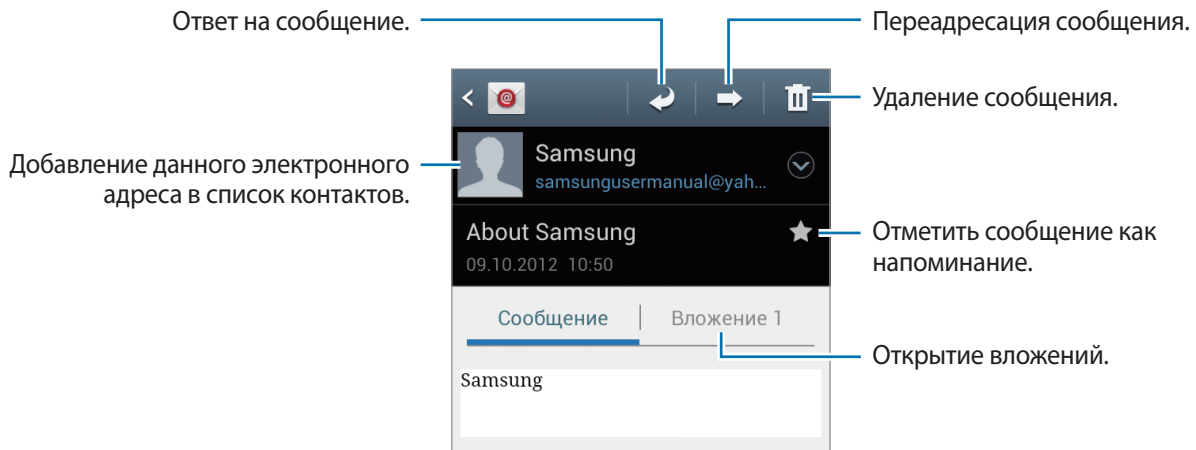 Ответ на сообщение.
Переадресация сообщения.
Удаление сообщения.
Добавление данного электронного
адреса в список контактов.
Samsung
samsungusermanual@yah...
About Samsung
09.10.2012 10:50
Отметить сообщение как
напоминание.
Сообщение
Вложение 1
Открытие вложений.
Samsung